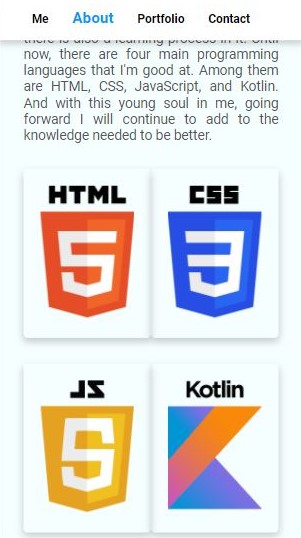 Me About Portfolio Contact
there is also a learning process in it. Until
now, there are four main programming
languages that I'm good at. Among them
are HTML, CSS, JavaScript, and Kotlin.
And with this young soul in me, going
forward I will continue to add to the
knowledge needed to be better.
HTML CSS
5 3
JS Kotlin
5